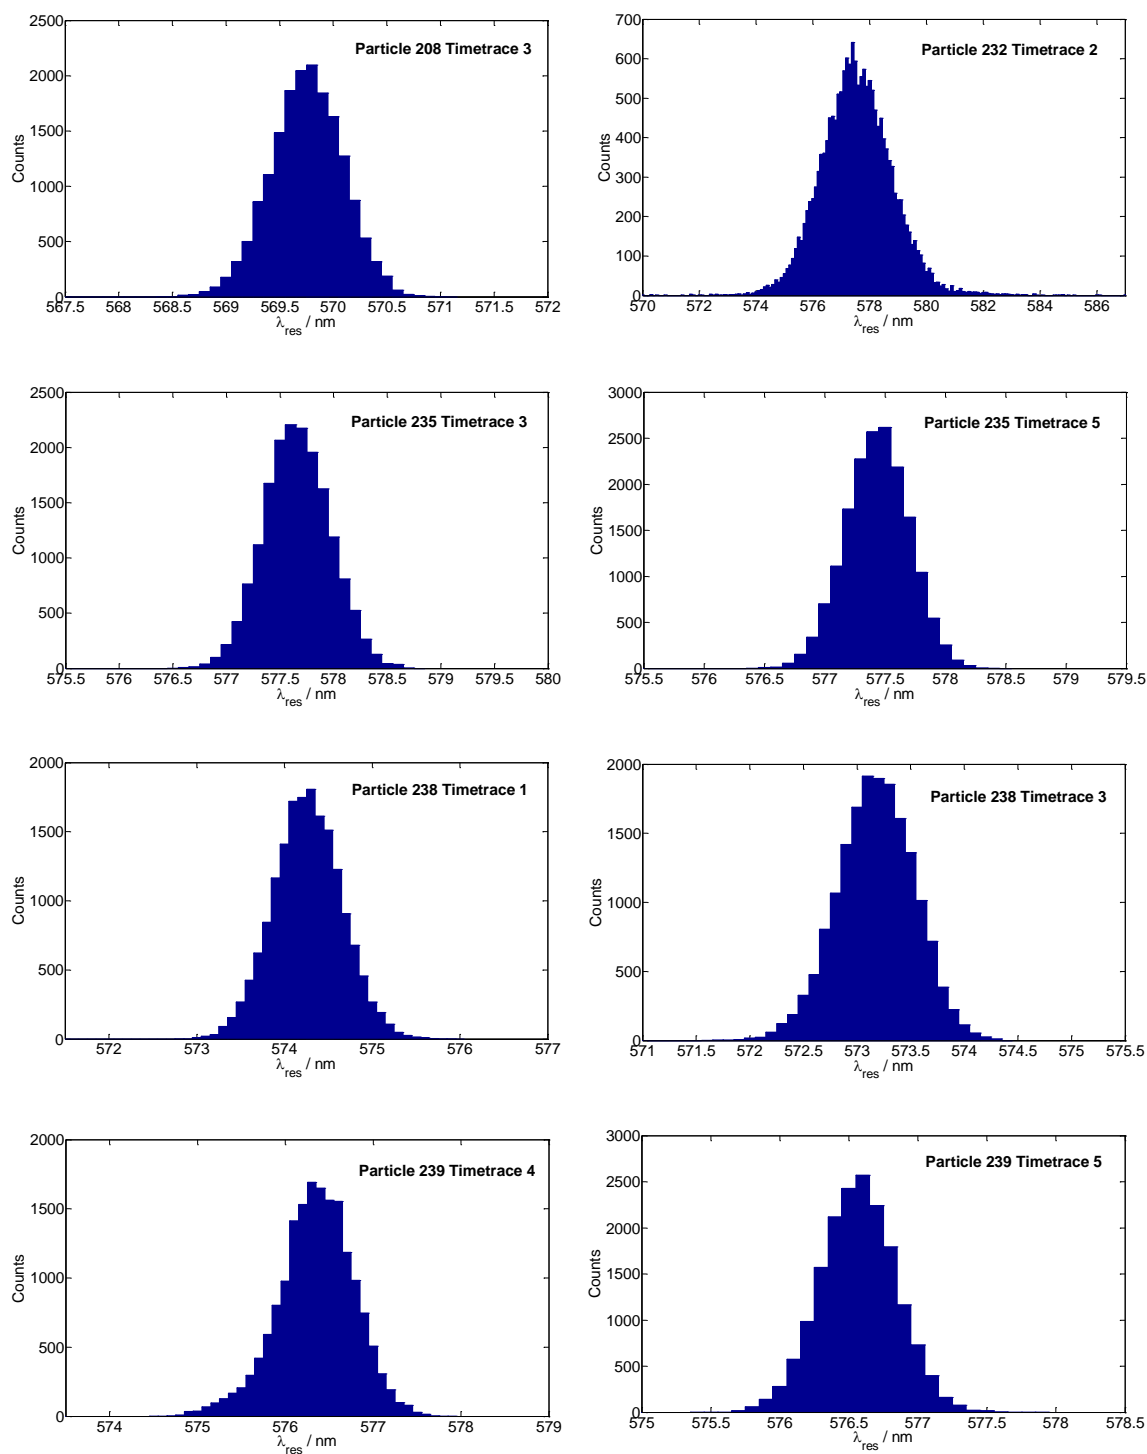 Particle 208 Timetrace 3
Counts
2500
2000
1500
1000
500
0
567.5 568 568.5 569 569.5 570 570.5 571 571.5 572
λres / nm
Particle 232 Timetrace 2
Counts
700
600
500
400
300
200
100
0
570 572 574 576 578 580 582 584 586
λres / nm
Particle 235 Timetrace 3
Counts
2500
2000
1500
1000
500
0
575.5 576 576.5 577 577.5 578 578.5 579 579.5 580
λres / nm
Particle 235 Timetrace 5
Counts
3000
2500
2000
1500
1000
500
0
575.5 576 576.5 577 577.5 578 578.5 579 579.5
λres / nm
Particle 238 Timetrace 1
Counts
2000
1500
1000
500
0
572 573 574 575 576 577
λres / nm
Particle 238 Timetrace 3
Counts
2000
1500
1000
500
0
571 571.5 572 572.5 573 573.5 574 574.5 575 575.5
λres / nm
Particle 239 Timetrace 4
Counts
2000
1500
1000
500
0
574 575 576 577 578 579
λres / nm
Particle 239 Timetrace 5
Counts
3000
2500
2000
1500
1000
500
0
575 575.5 576 576.5 577 577.5 578 578.5
λres / nm